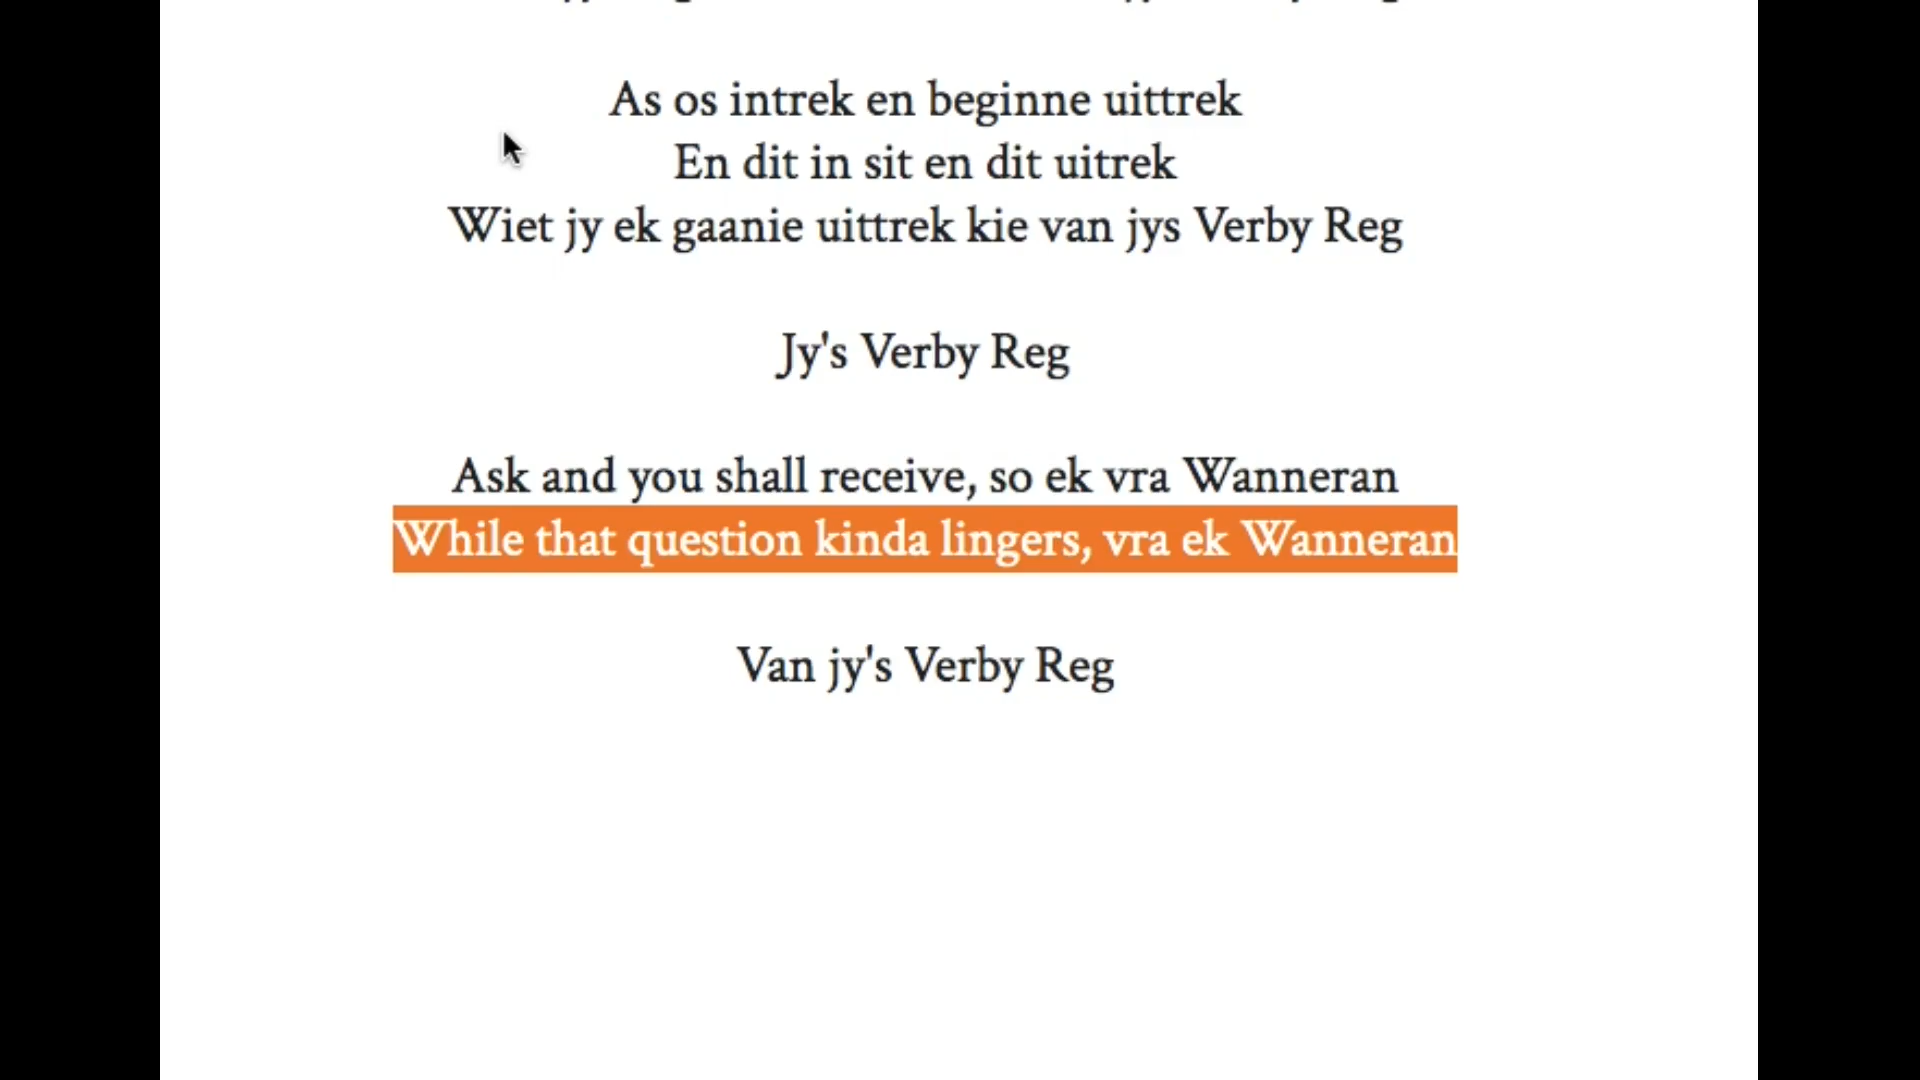 As os intrek en beginne uittrek
En dit in sit en dit uitrek
Wiet jy ek gaanie uittrek kie van jys Verby Reg
Jy's Verby Reg
Ask and you shall receive, so ek vra Wanneran
While that question kinda lingers, vra ek Wanneran
Van jy's Verby Reg